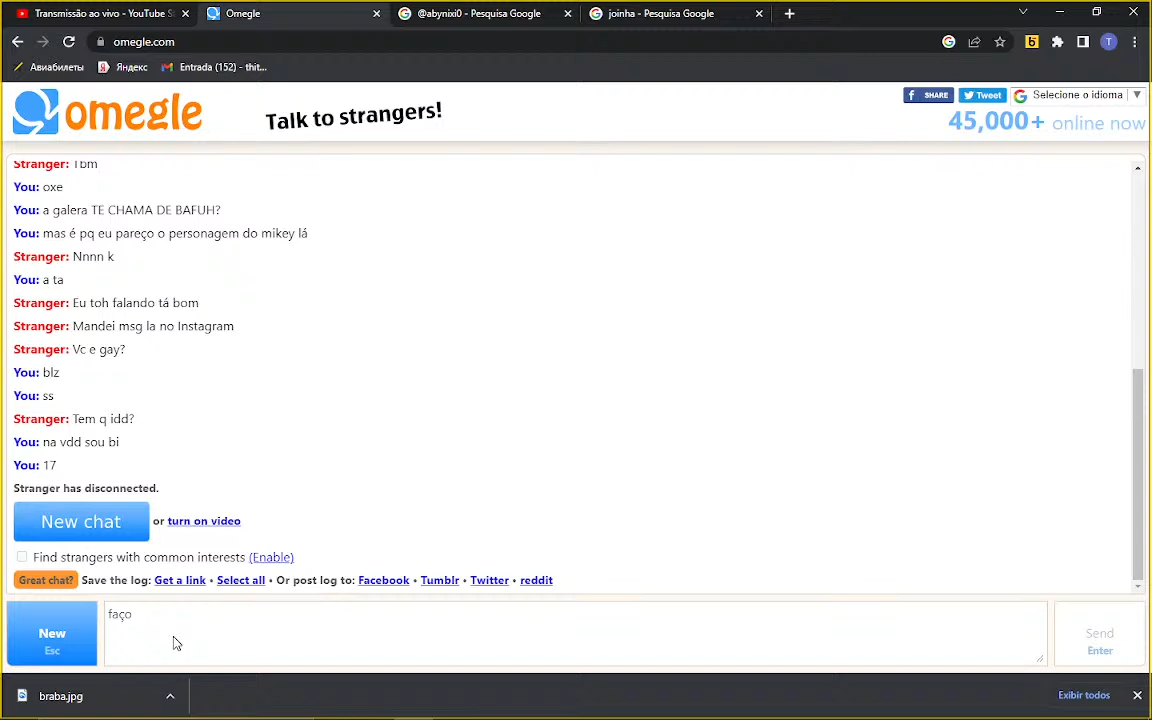 Transmissão ao vivo - YouTube S
Omegle
@abynixi0 - Pesquisa Google
joinha - Pesquisa Google
omegle.com
Авиабилеты
Яндекс
Entrada (152) - thit...
omegle
Talk to strangers!
SHARE
Tweet
Selecione o idioma
45,000+ online now
Stranger: Tbm
You: oxe
You: a galera TE CHAMA DE BAFUH?
You: mas é pq eu pareço o personagem do mikey lá
Stranger: Nnnn k
You: a ta
Stranger: Eu toh falando tá bom
Stranger: Mandei msg la no Instagram
Stranger: Vc e gay?
You: blz
You: ss
Stranger: Tem q idd?
You: na vdd sou bi
You: 17
Stranger has disconnected.
New chat or turn on video
Find strangers with common interests (Enable)
Great chat? Save the log: Get a link • Select all • Or post log to: Facebook • Tumblr • Twitter • reddit
New
Esc
faço
Send
Enter
braba.jpg
Exibir todos